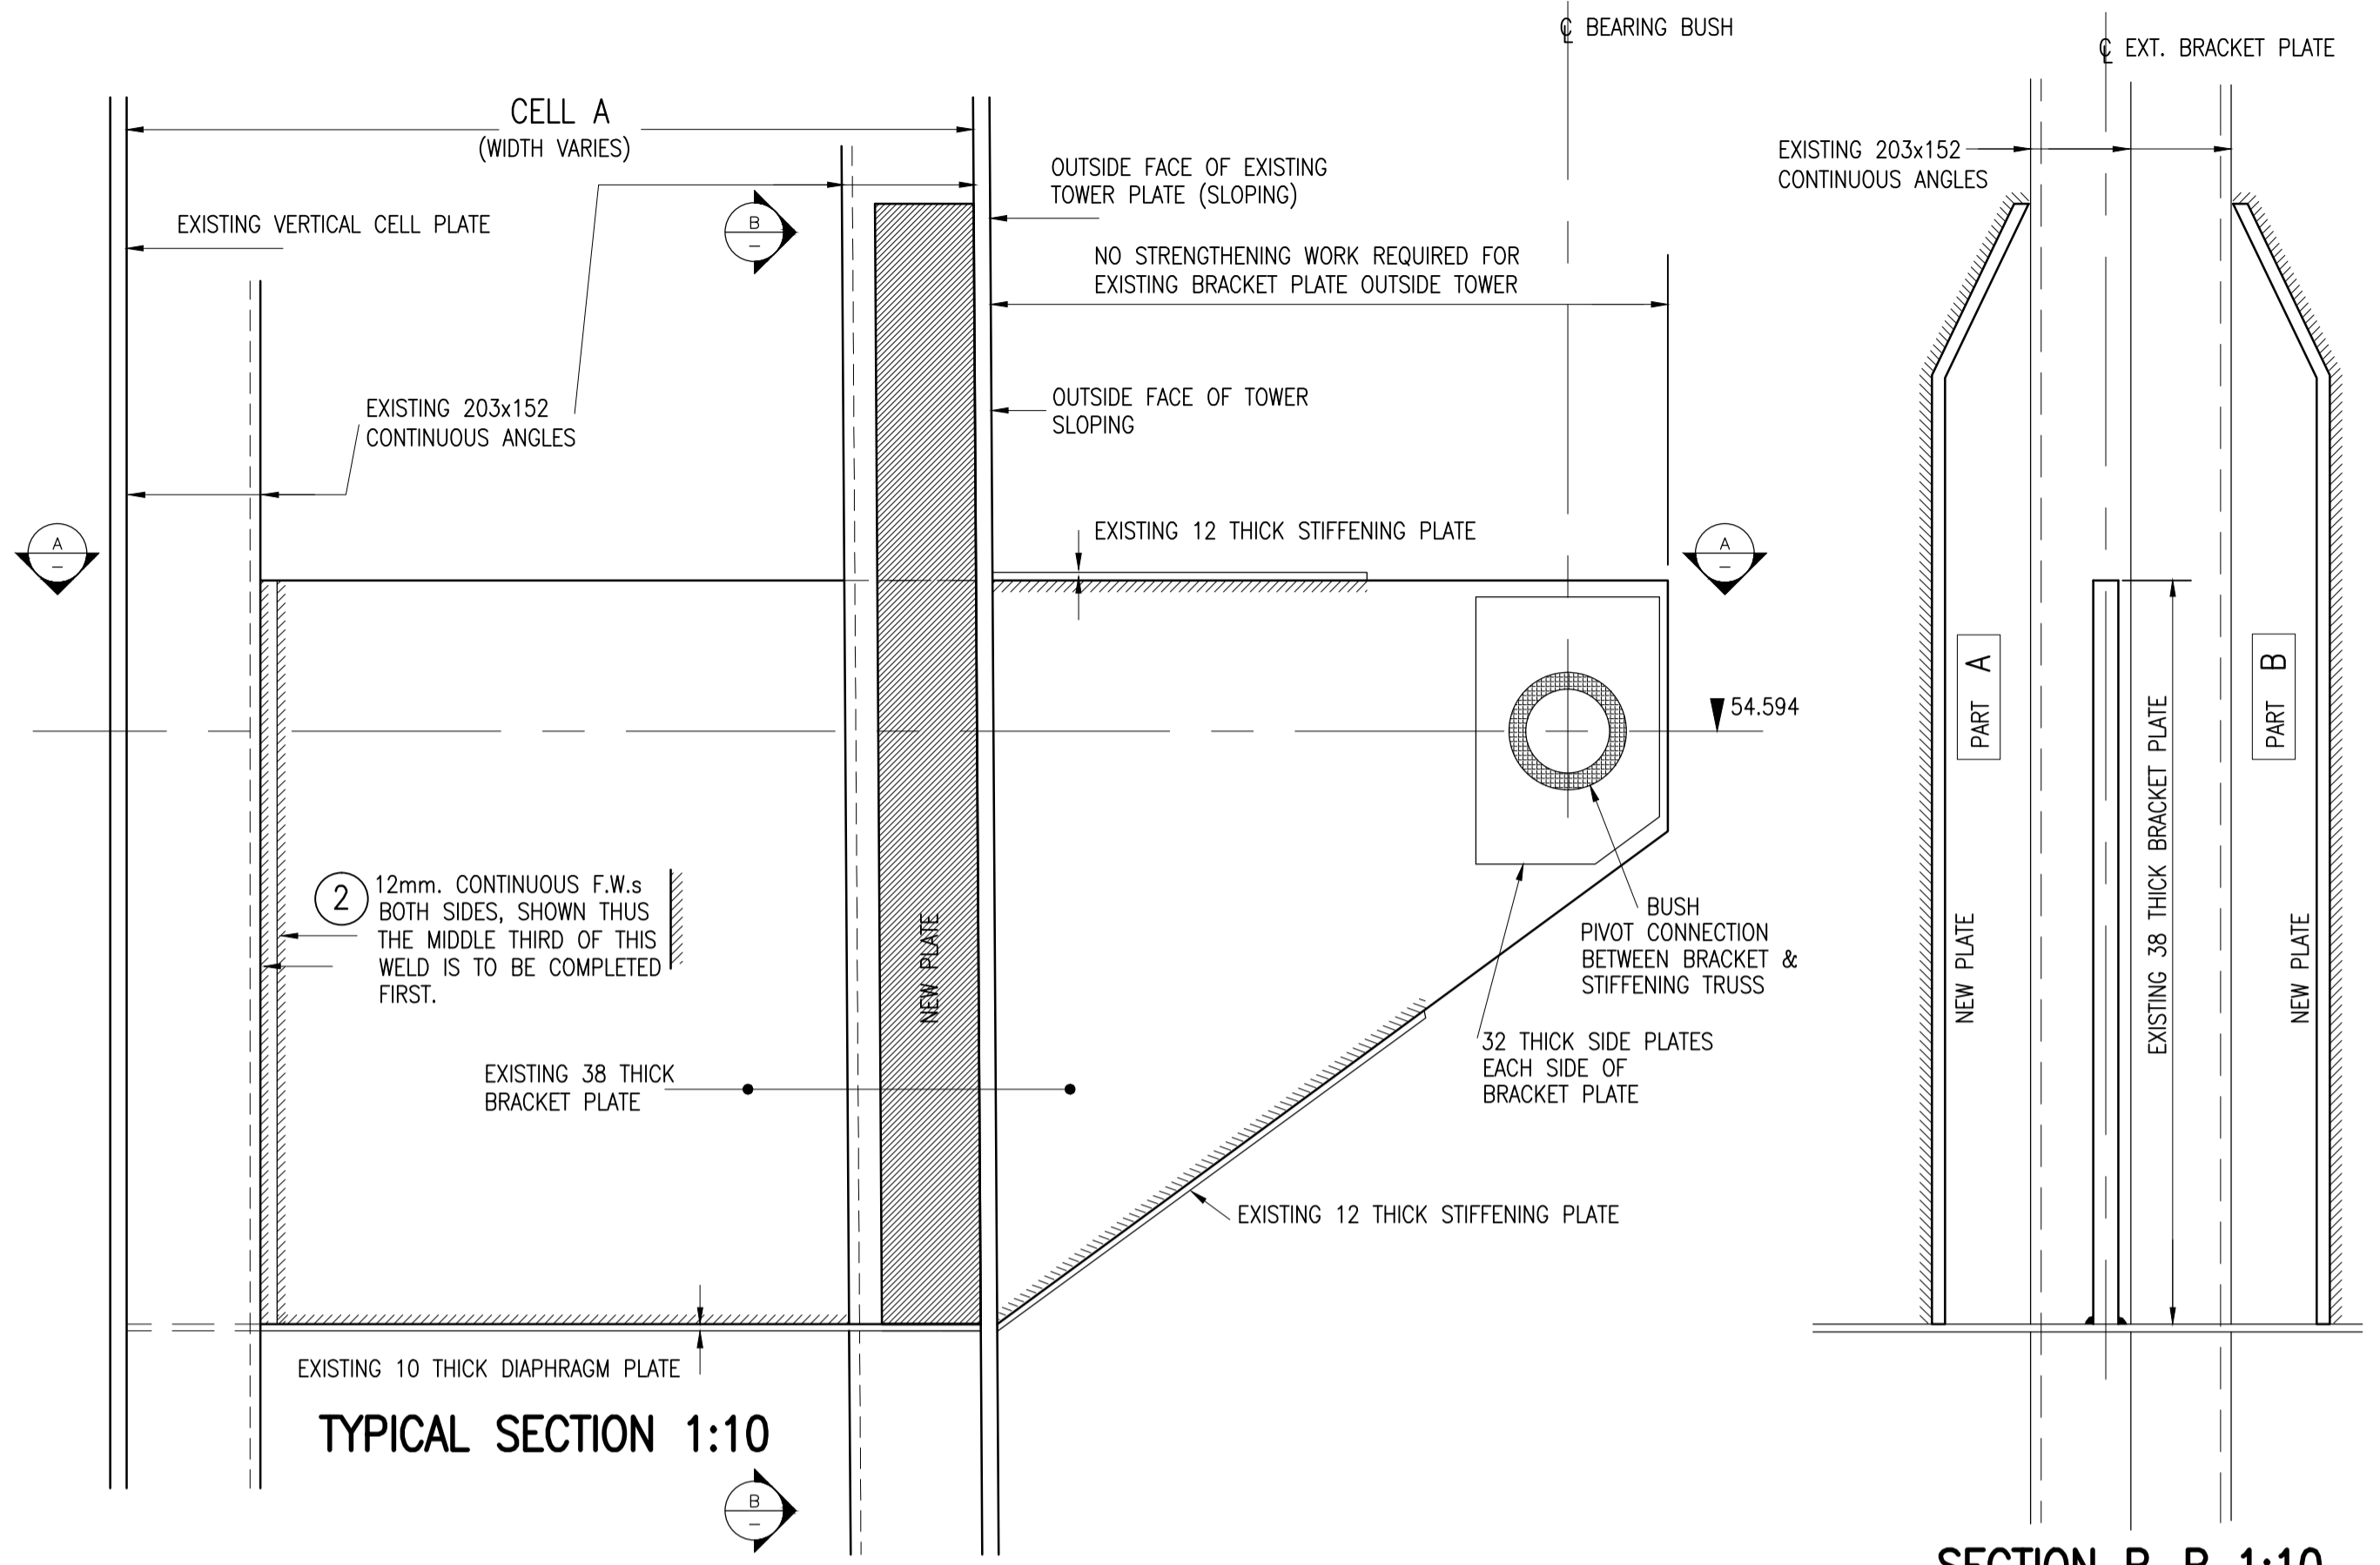 ℄ BEARING BUSH
℄ EXT. BRACKET PLATE
CELL A
(WIDTH VARIES)
EXISTING VERTICAL CELL PLATE
B
–
OUTSIDE FACE OF EXISTING
TOWER PLATE (SLOPING)
EXISTING 203x152
CONTINUOUS ANGLES
NO STRENGTHENING WORK REQUIRED FOR
EXISTING BRACKET PLATE OUTSIDE TOWER
EXISTING 203x152
CONTINUOUS ANGLES
OUTSIDE FACE OF TOWER
SLOPING
A
–
EXISTING 12 THICK STIFFENING PLATE
A
–
54.594
PART A
PART B
EXISTING 38 THICK BRACKET PLATE
NEW PLATE
NEW PLATE
NEW PLATE
2
12mm. CONTINUOUS F.W.s
BOTH SIDES, SHOWN THUS
THE MIDDLE THIRD OF THIS
WELD IS TO BE COMPLETED
FIRST.
BUSH
PIVOT CONNECTION
BETWEEN BRACKET &
STIFFENING TRUSS
32 THICK SIDE PLATES
EACH SIDE OF
BRACKET PLATE
EXISTING 38 THICK
BRACKET PLATE
EXISTING 12 THICK STIFFENING PLATE
EXISTING 10 THICK DIAPHRAGM PLATE
TYPICAL SECTION 1:10
B
–
SECTION B-B 1:10